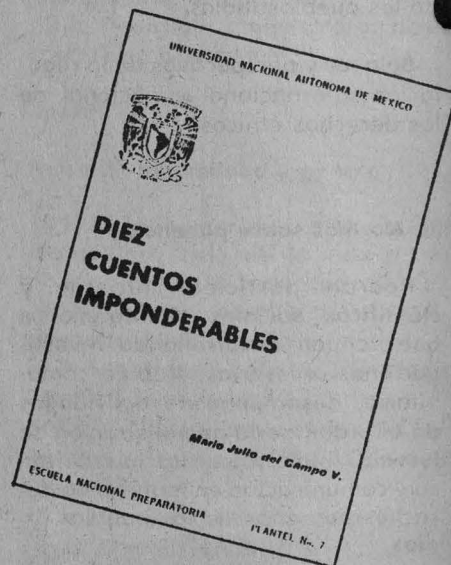 UNIVERSIDAD NACIONAL AUTONOMA DE MEXICO
DIEZ
CUENTOS
IMPONDERABLES
Mario Julio del Campo V.
ESCUELA NACIONAL PREPARATORIA
PLANTEL No. 7